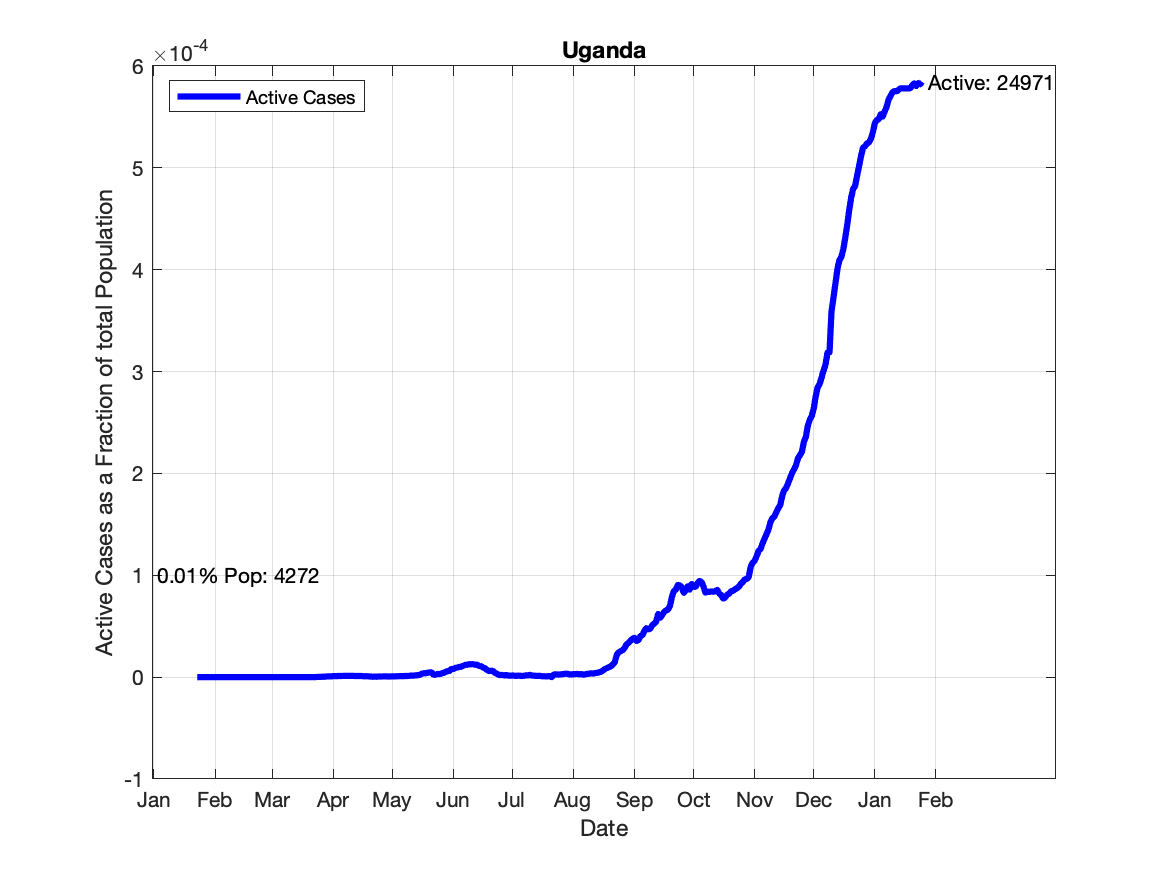 ×10-4
Uganda
6
Active Cases
Active: 24971
5
4
3
2
1
0.01% Pop: 4272
0
-1
Active Cases as a Fraction of total Population
Jan Feb Mar Apr May Jun Jul Aug Sep Oct Nov Dec Jan Feb
Date